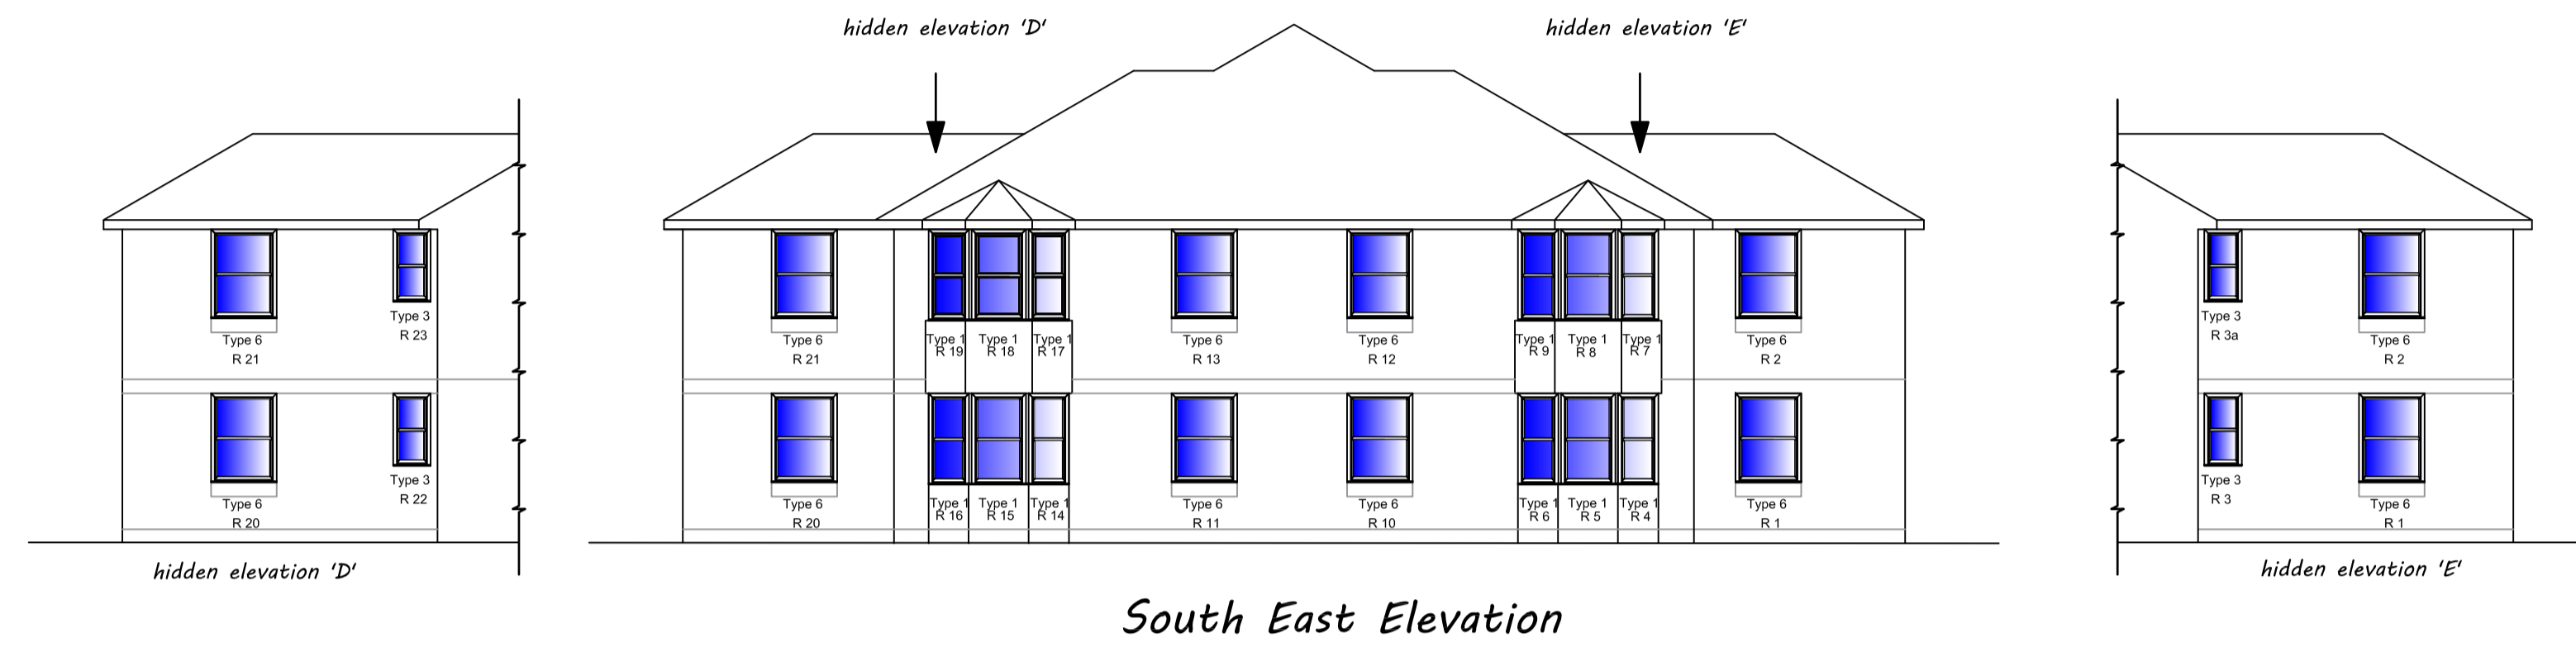 hidden elevation 'D'
hidden elevation 'E'
Type 6
R 21
Type 3
R 23
Type 6
R 20
Type 3
R 22
hidden elevation 'D'
Type 6
R 21
Type 1
R 19
Type 1
R 18
Type 1
R 17
Type 6
R 13
Type 6
R 12
Type 1
R 9
Type 1
R 8
Type 1
R 7
Type 6
R 2
Type 6
R 20
Type 1
R 16
Type 1
R 15
Type 1
R 14
Type 6
R 11
Type 6
R 10
Type 1
R 6
Type 1
R 5
Type 1
R 4
Type 6
R 1
Type 3
R 3a
Type 6
R 2
Type 3
R 3
Type 6
R 1
hidden elevation 'E'
South East Elevation